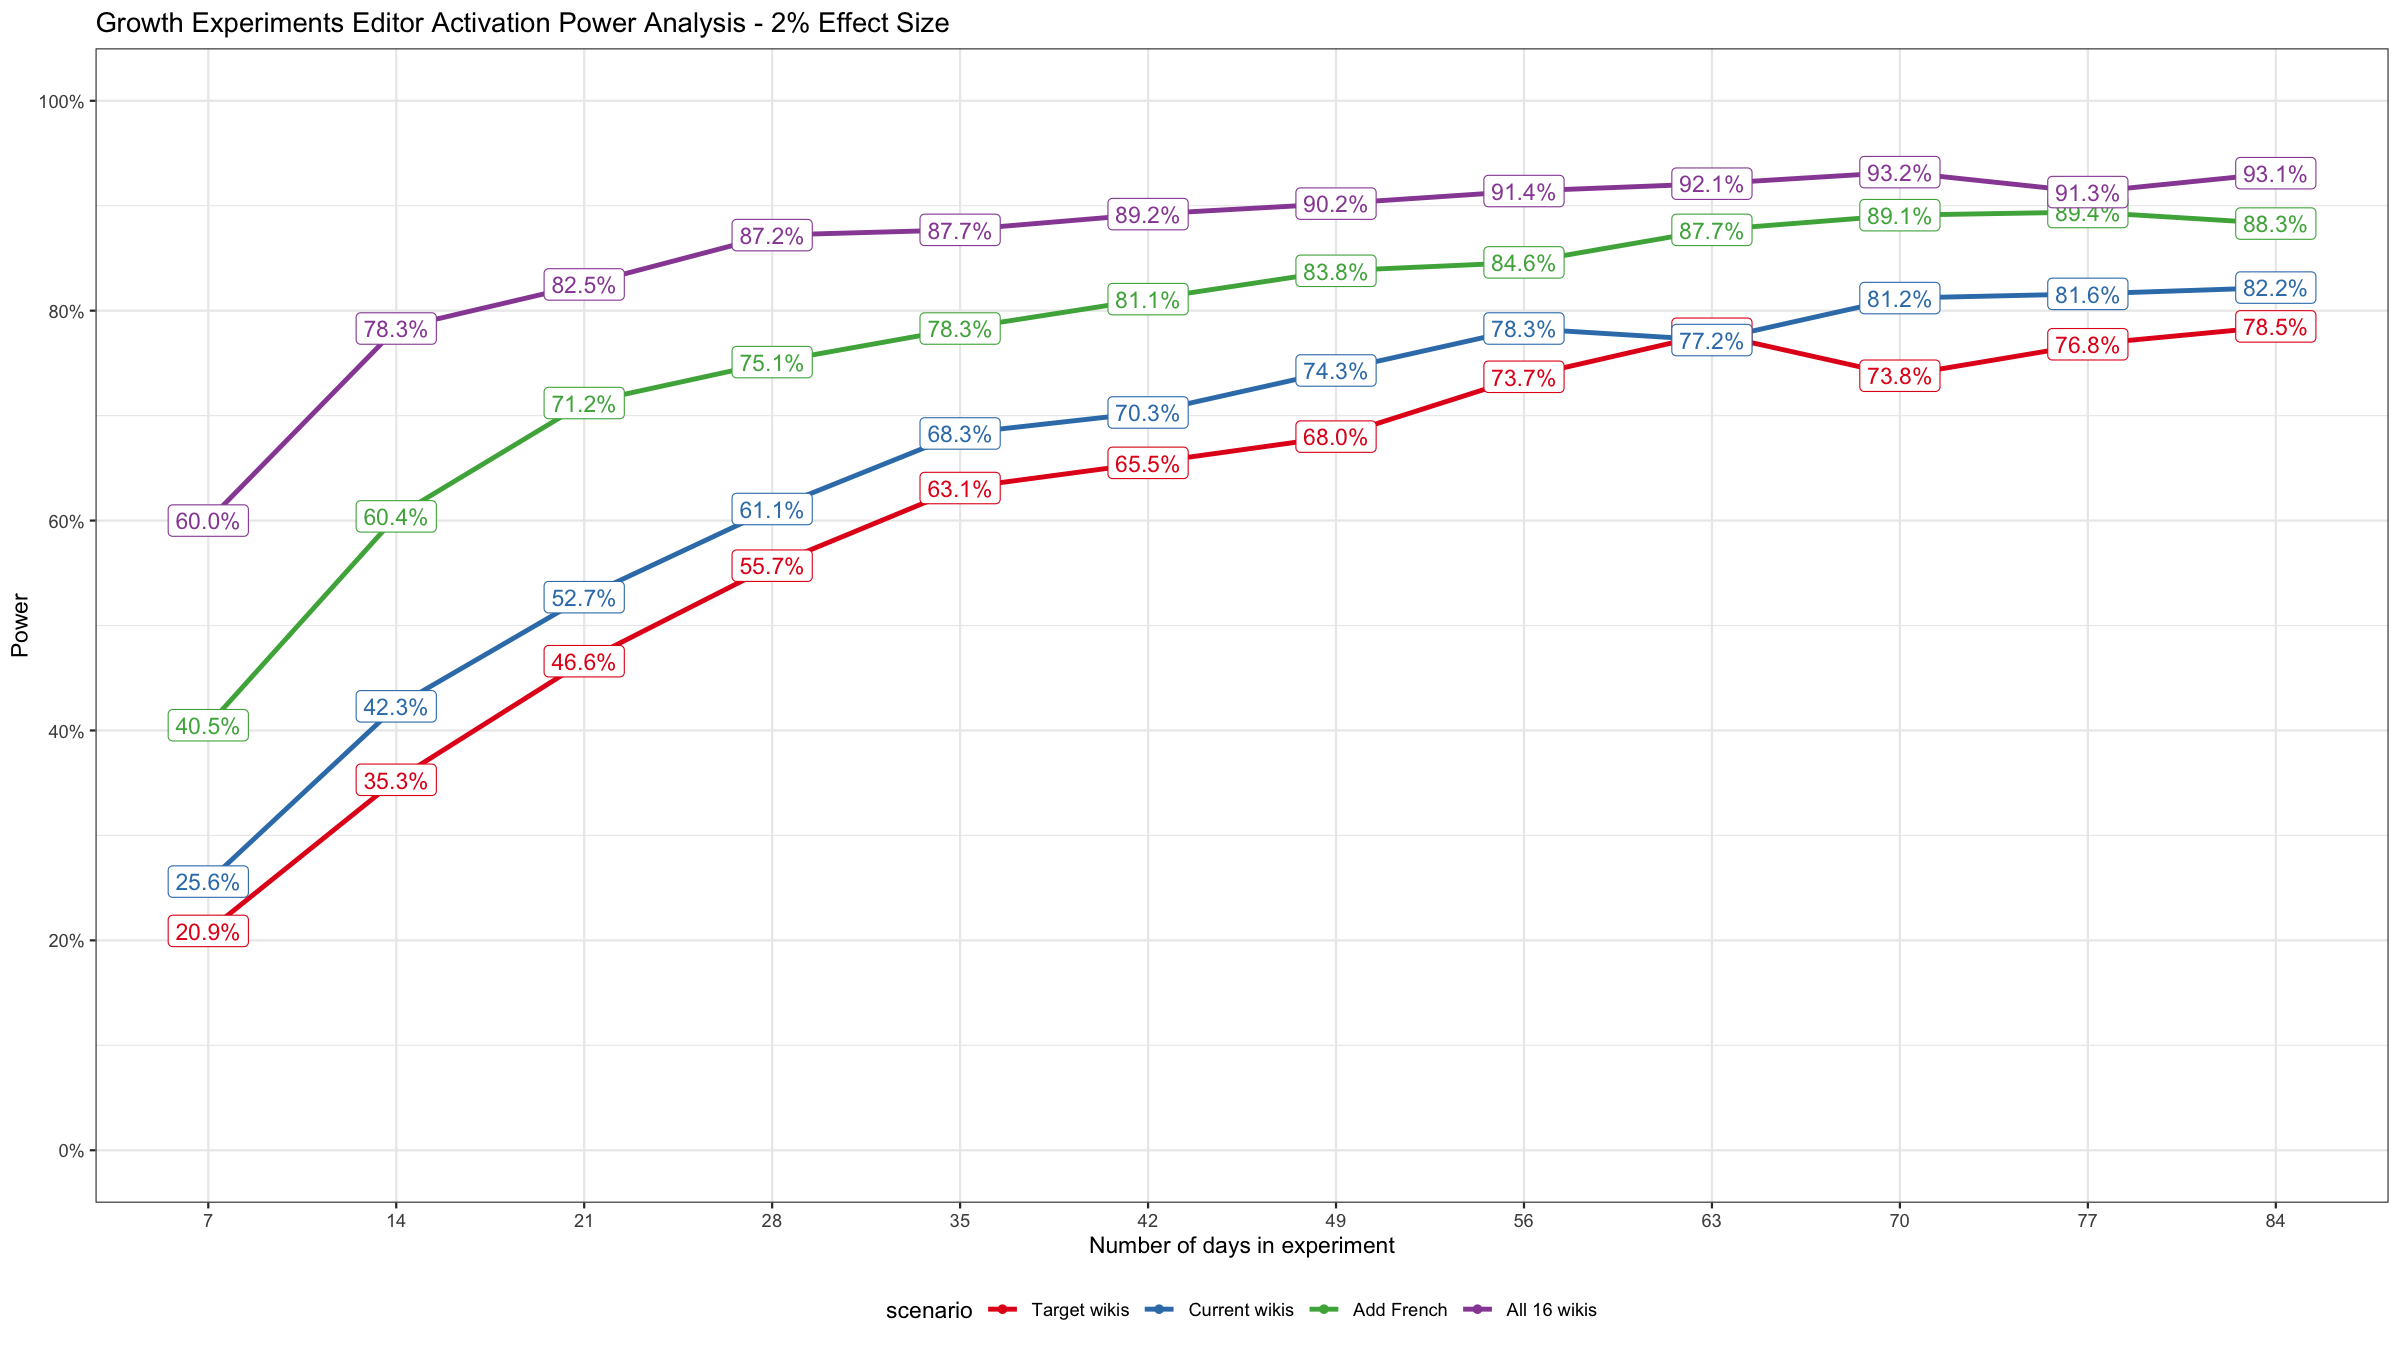 Growth Experiments Editor Activation Power Analysis - 2% Effect Size
Power
100%
80%
60%
40%
20%
0%
60.0% 78.3% 82.5% 87.2% 87.7% 89.2% 90.2% 91.4% 92.1% 93.2% 91.3% 93.1%
40.5% 60.4% 71.2% 75.1% 78.3% 81.1% 83.8% 84.6% 87.7% 89.1% 89.4% 88.3%
25.6% 42.3% 52.7% 61.1% 68.3% 70.3% 74.3% 78.3% 77.2% 81.2% 81.6% 82.2%
20.9% 35.3% 46.6% 55.7% 63.1% 65.5% 68.0% 73.7% 73.8% 76.8% 78.5%
7 14 21 28 35 42 49 56 63 70 77 84
Number of days in experiment
scenario Target wikis Current wikis Add French All 16 wikis